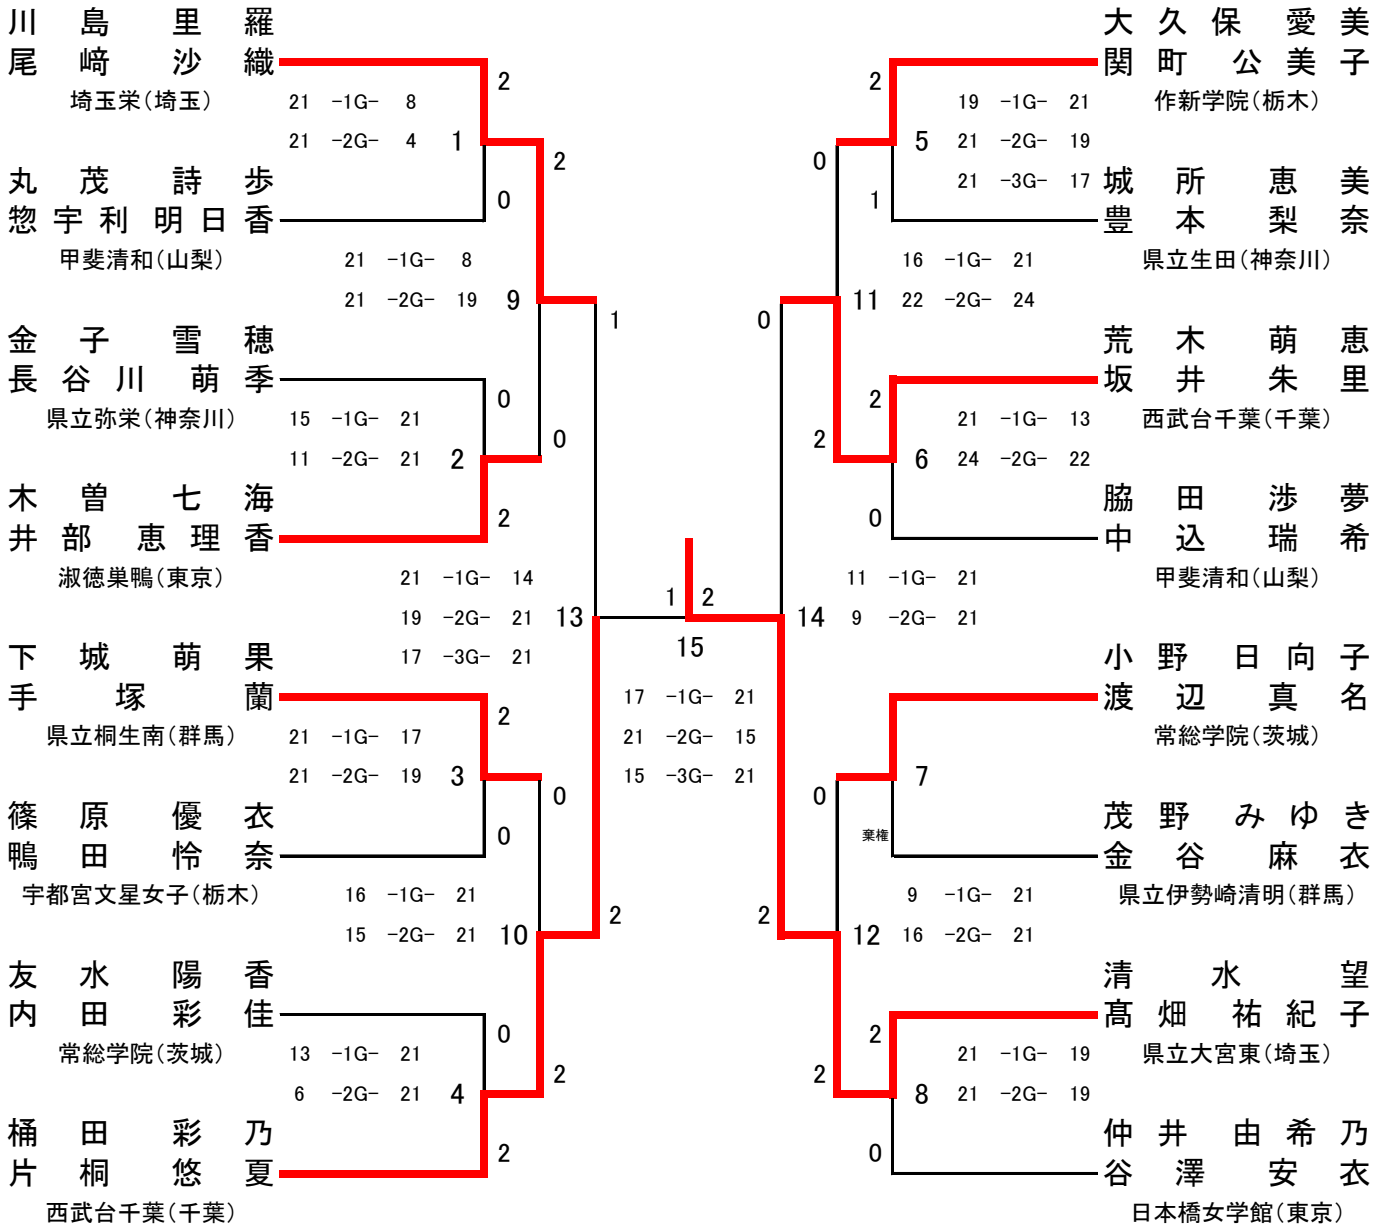 川島里羅
尾﨑沙織
埼玉栄(埼玉)
21 -1G- 8
21 -2G- 4
1
2
0
丸茂詩歩
惣宇利明日香
甲斐清和(山梨)
21 -1G- 8
21 -2G- 19
9
2
0
金子雪穂
長谷川萌季
県立弥栄(神奈川)
15 -1G- 21
11 -2G- 21
2
0
2
木曽七海
井部恵理香
淑徳巣鴨(東京)
21 -1G- 14
19 -2G- 21
17 -3G- 21
13
1
2
下城萌果
手塚蘭
県立桐生南(群馬)
21 -1G- 17
21 -2G- 19
3
2
0
篠原優衣
鴨田怜奈
宇都宮文星女子(栃木)
16 -1G- 21
15 -2G- 21
10
0
2
友水陽香
内田彩佳
常総学院(茨城)
13 -1G- 21
6 -2G- 21
4
0
2
桶田彩乃
片桐悠夏
西武台千葉(千葉)
1 2
15
17 -1G- 21
21 -2G- 15
15 -3G- 21
大久保愛美
関町公美子
作新学院(栃木)
2
5
19 -1G- 21
21 -2G- 19
21 -3G- 17
1
城所恵美
豊本梨奈
県立生田(神奈川)
0
11
16 -1G- 21
22 -2G- 24
2
荒木萌恵
坂井朱里
西武台千葉(千葉)
2
6
21 -1G- 13
24 -2G- 22
0
脇田渉夢
中込瑞希
甲斐清和(山梨)
0
14
11 -1G- 21
9 -2G- 21
2
小野日向子
渡辺真名
常総学院(茨城)
7
棄権
茂野みゆき
金谷麻衣
県立伊勢崎清明(群馬)
0
12
9 -1G- 21
16 -2G- 21
2
清水望
髙畑祐紀子
県立大宮東(埼玉)
2
8
21 -1G- 19
21 -2G- 19
0
仲井由希乃
谷澤安衣
日本橋女学館(東京)